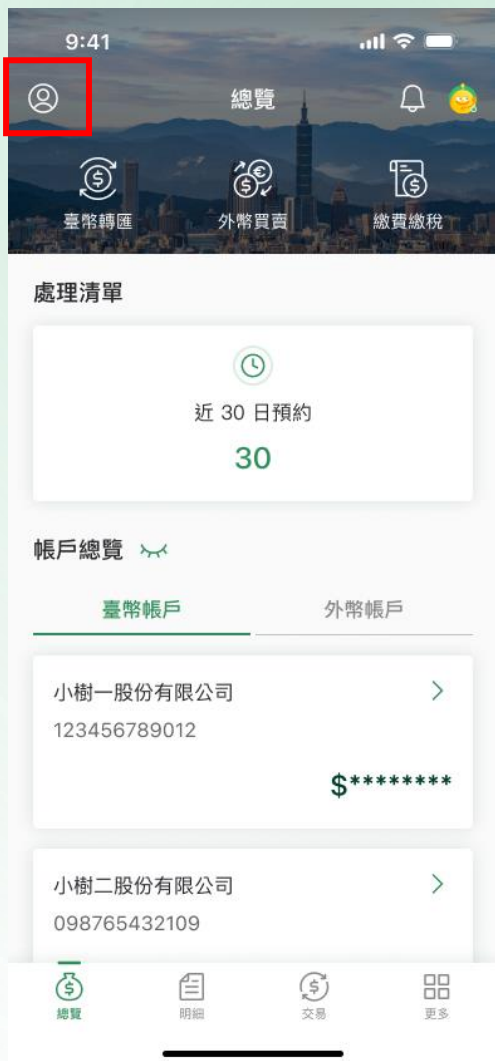 9:41
總覽
臺幣轉匯 外幣買賣 繳費繳稅
處理清單
近 30 日預約
30
帳戶總覽
臺幣帳戶 外幣帳戶
小樹一股份有限公司
123456789012
$********
小樹二股份有限公司
098765432109
總覽 明細 交易 更多